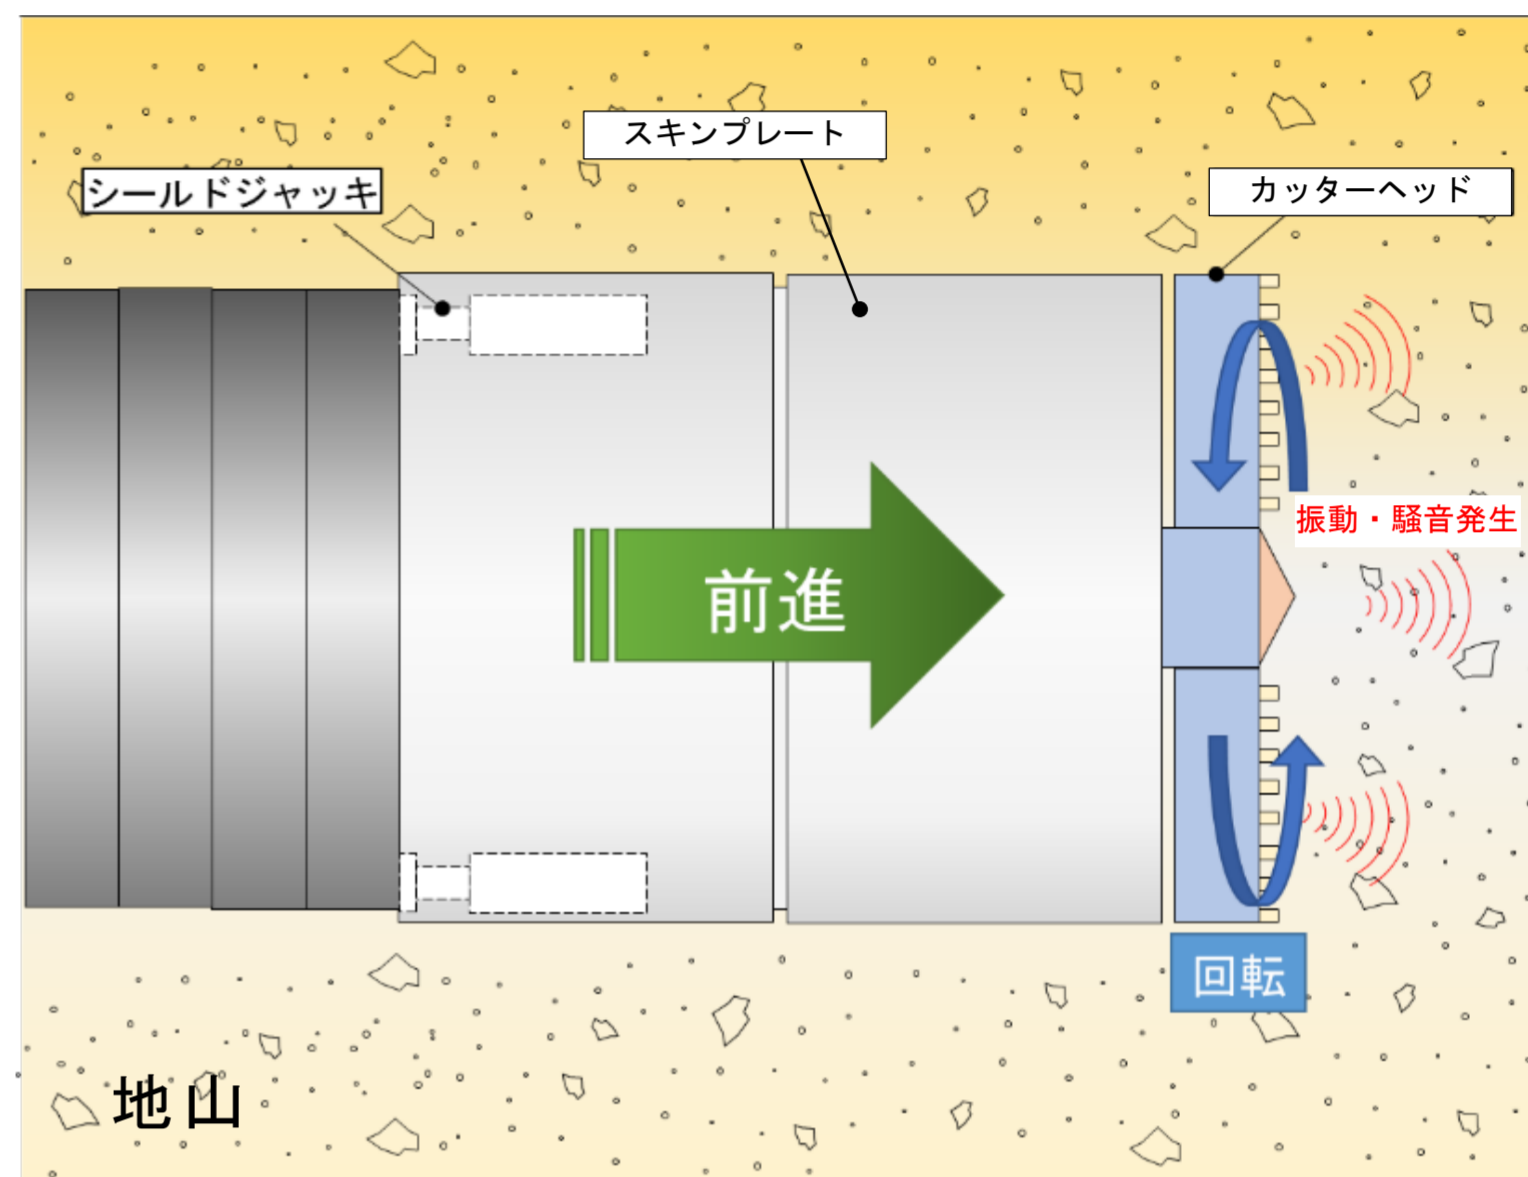 スキンプレート
シールドジャッキ
カッターヘッド
振動・騒音発生
前進
回転
地山